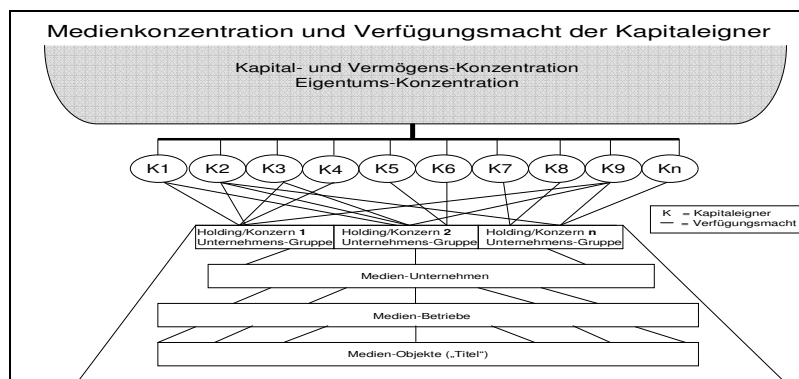 Medienkonzentration und Verfügungsmacht der Kapitaleigner
Kapital- und Vermögens-Konzentration
Eigentums-Konzentration
K1 K2 K3 K4 K5 K6 K7 K8 K9 Kn
K = Kapitaleigner
— = Verfügungsmacht
Holding/Konzern 1
Unternehmens-Gruppe
Holding/Konzern 2
Unternehmens-Gruppe
Holding/Konzern n
Unternehmens-Gruppe
Medien-Unternehmen
Medien-Betriebe
Medien-Objekte („Titel“)